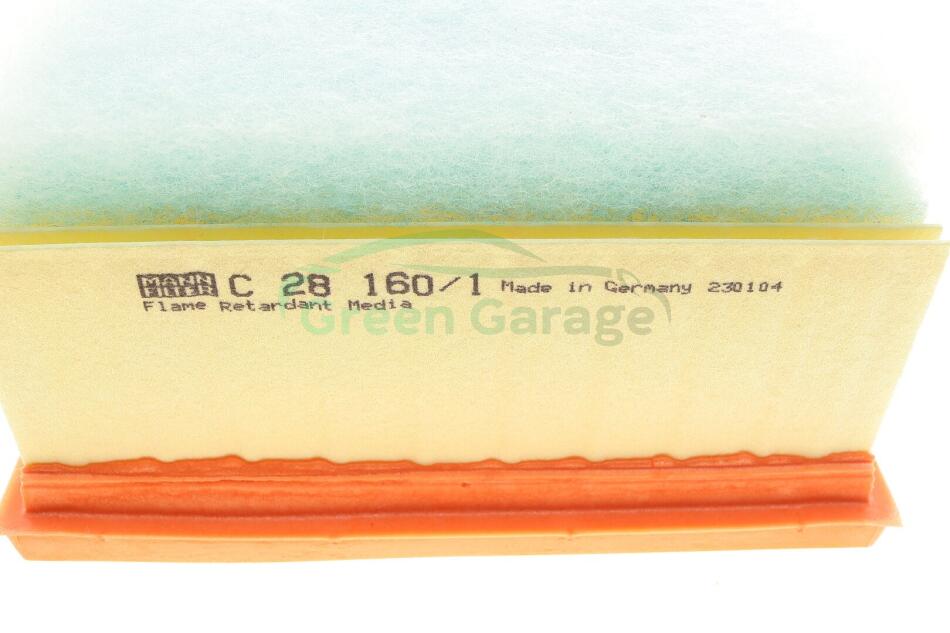 MANN FILTER C 28 160/1 Made in Germany 230104
Flame Retardant Media
Green Garage